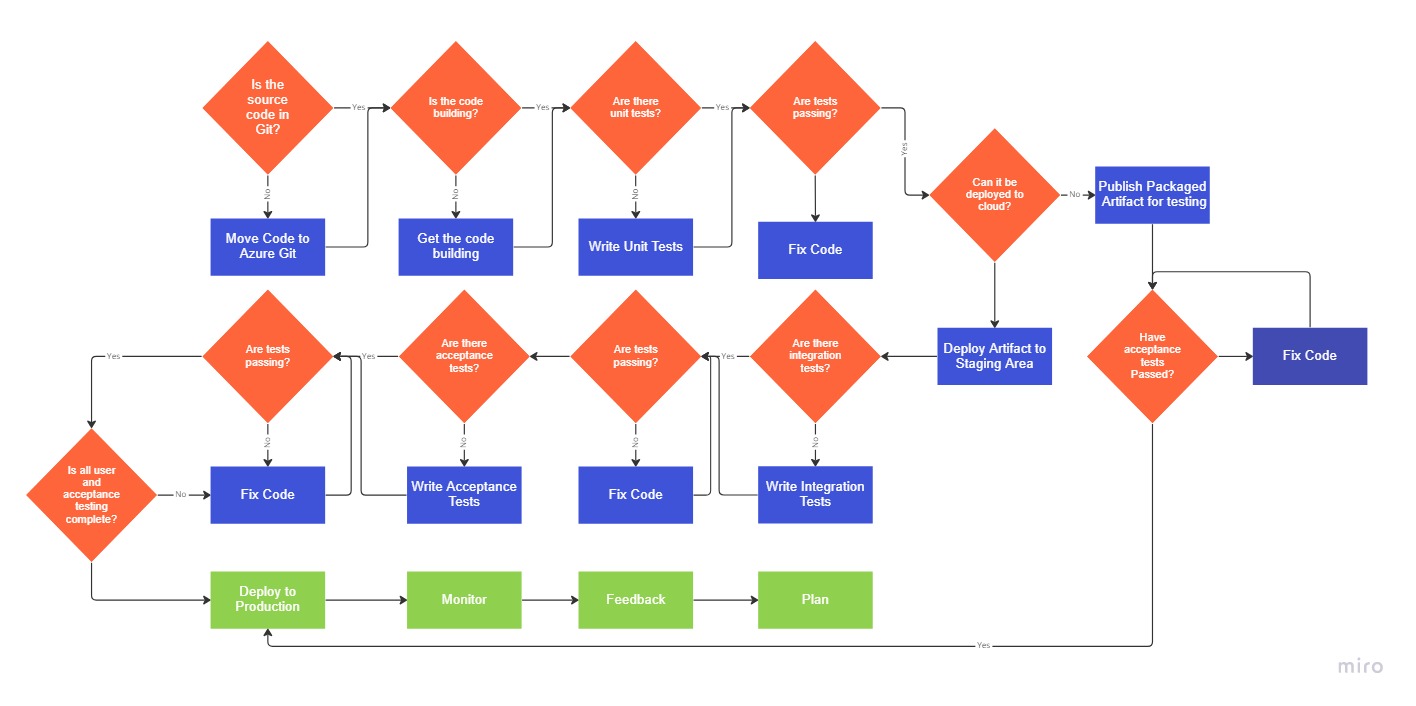 Is the
source
code in
Git?
Yes
Is the code
building?
Yes
Are there
unit tests?
Yes
Are tests
passing?
Yes
No
No
No
Can it be
deployed to
cloud?
No
Publish Packaged
Artifact for testing
Move Code to
Azure Git
Get the code
building
Write Unit Tests
Fix Code
Yes
Are tests
passing?
Yes
Are there
acceptance
tests?
Are tests
passing?
Yes
Are there
integration
tests?
Deploy Artifact to
Staging Area
Have
acceptance
tests
Passed?
Fix Code
No
No
No
No
Is all user
and
acceptance
testing
complete?
No
Fix Code
Write Acceptance
Tests
Fix Code
Write Integration
Tests
Deploy to
Production
Monitor
Feedback
Plan
Yes
miro